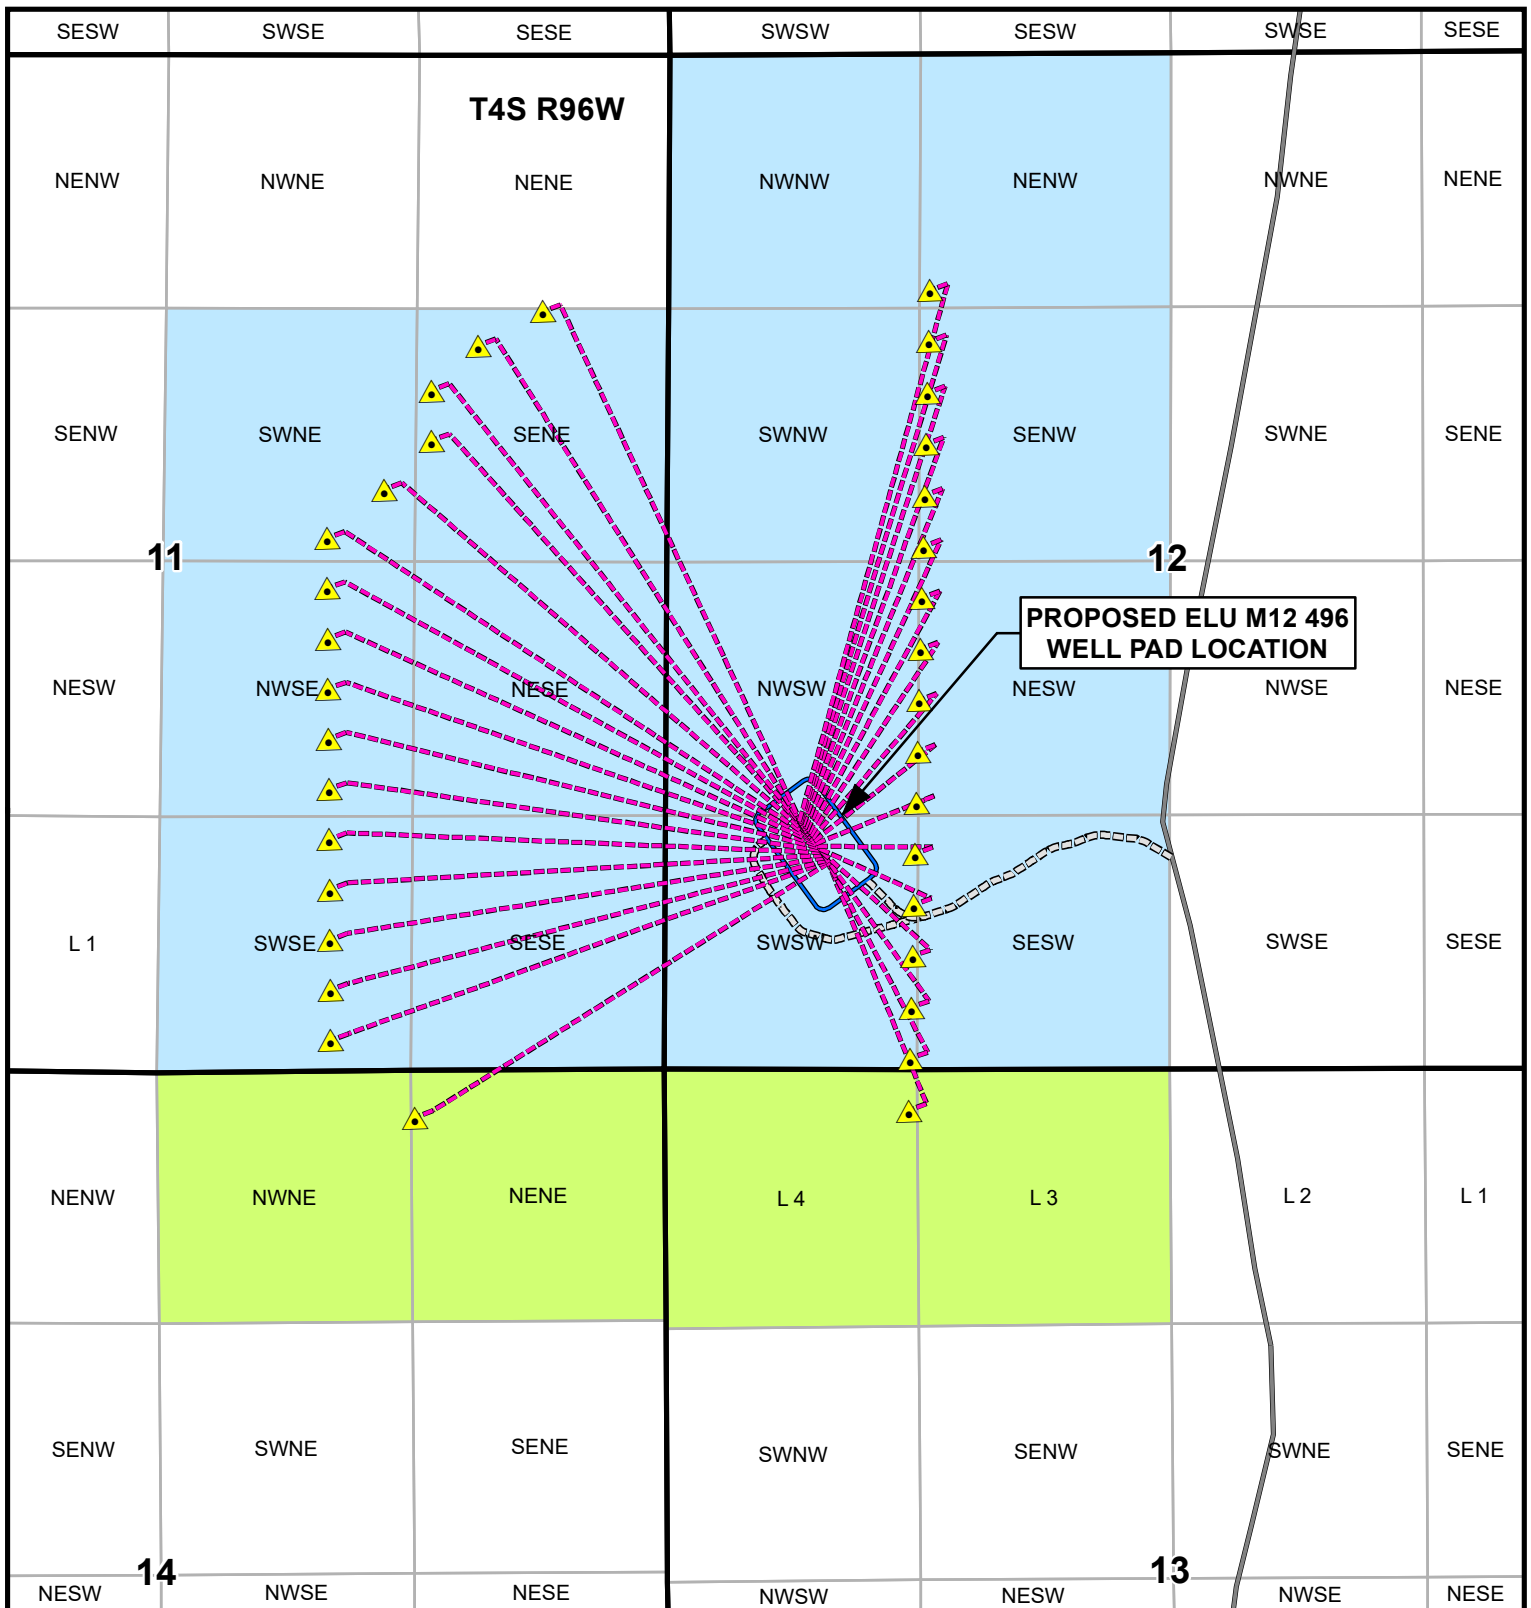 SESW SWSE SESE SWSW SESW SWSE SESE
T4S R96W
NENW NWNE NENE NWNW NENW NWNE NENE
SENW SWNE SENE SWNW SENW SWNE SENE
11 12
PROPOSED ELU M12 496
WELL PAD LOCATION
NESW NWSE NESE NWSW NESW NWSE NESE
L 1 SWSE SESE SWSW SESW SWSE SESE
NENW NWNE NENE L 4 L 3 L 2 L 1
SENW SWNE SENE SWNW SENW SWNE SENE
14 13
NESW NWSE NESE NWSW NESW NWSE NESE